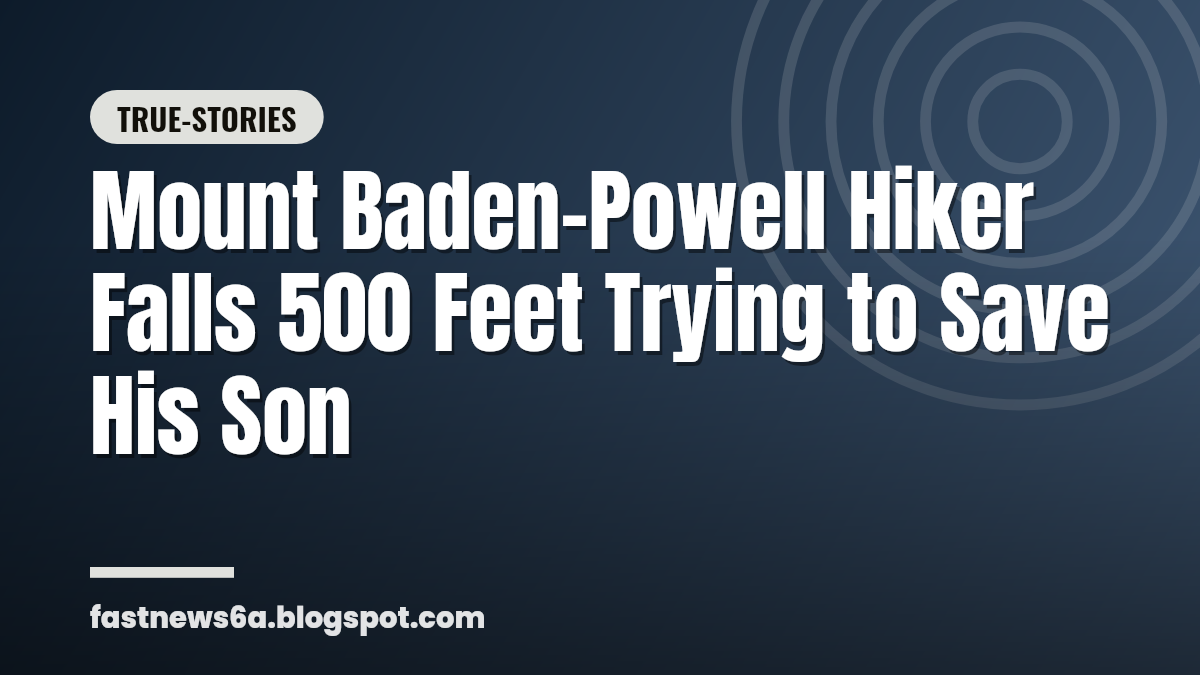 TRUE-STORIES
Mount Baden-Powell Hiker
Falls 500 Feet Trying to Save
His Son
fastnews6a.blogspot.com